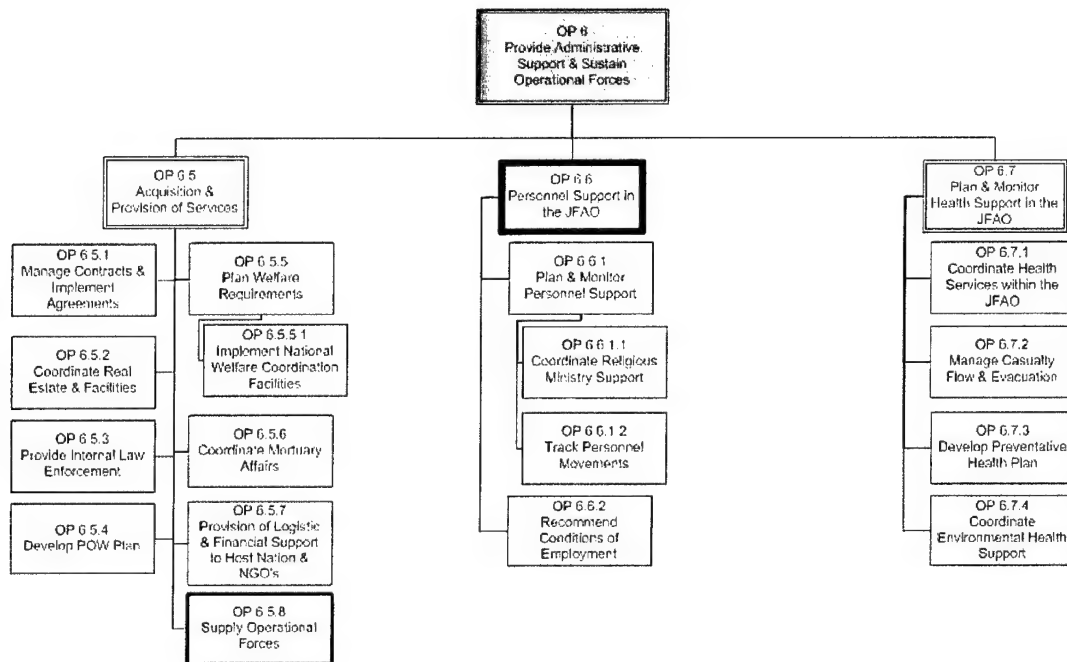 OP 6
Provide Administrative
Support & Sustain
Operational Forces
OP 6.5
Acquisition &
Provision of Services
OP 6.5.1
Manage Contracts &
Implement
Agreements
OP 6.5.2
Coordinate Real
Estate & Facilities
OP 6.5.3
Provide Internal Law
Enforcement
OP 6.5.4
Develop POW Plan
OP 6.5.5
Plan Welfare
Requirements
OP 6.5.5.1
Implement National
Welfare Coordination
Facilities
OP 6.5.6
Coordinate Mortuary
Affairs
OP 6.5.7
Provision of Logistic
& Financial Support
to Host Nation &
NGO's
OP 6.5.8
Supply Operational
Forces
OP 6.6
Personnel Support in
the JFAO
OP 6.6.1
Plan & Monitor
Personnel Support
OP 6.6.1.1
Coordinate Religious
Ministry Support
OP 6.6.1.2
Track Personnel
Movements
OP 6.6.2
Recommend
Conditions of
Employment
OP 6.7
Plan & Monitor
Health Support in the
JFAO
OP 6.7.1
Coordinate Health
Services within the
JFAO
OP 6.7.2
Manage Casualty
Flow & Evacuation
OP 6.7.3
Develop Preventative
Health Plan
OP 6.7.4
Coordinate
Environmental Health
Support